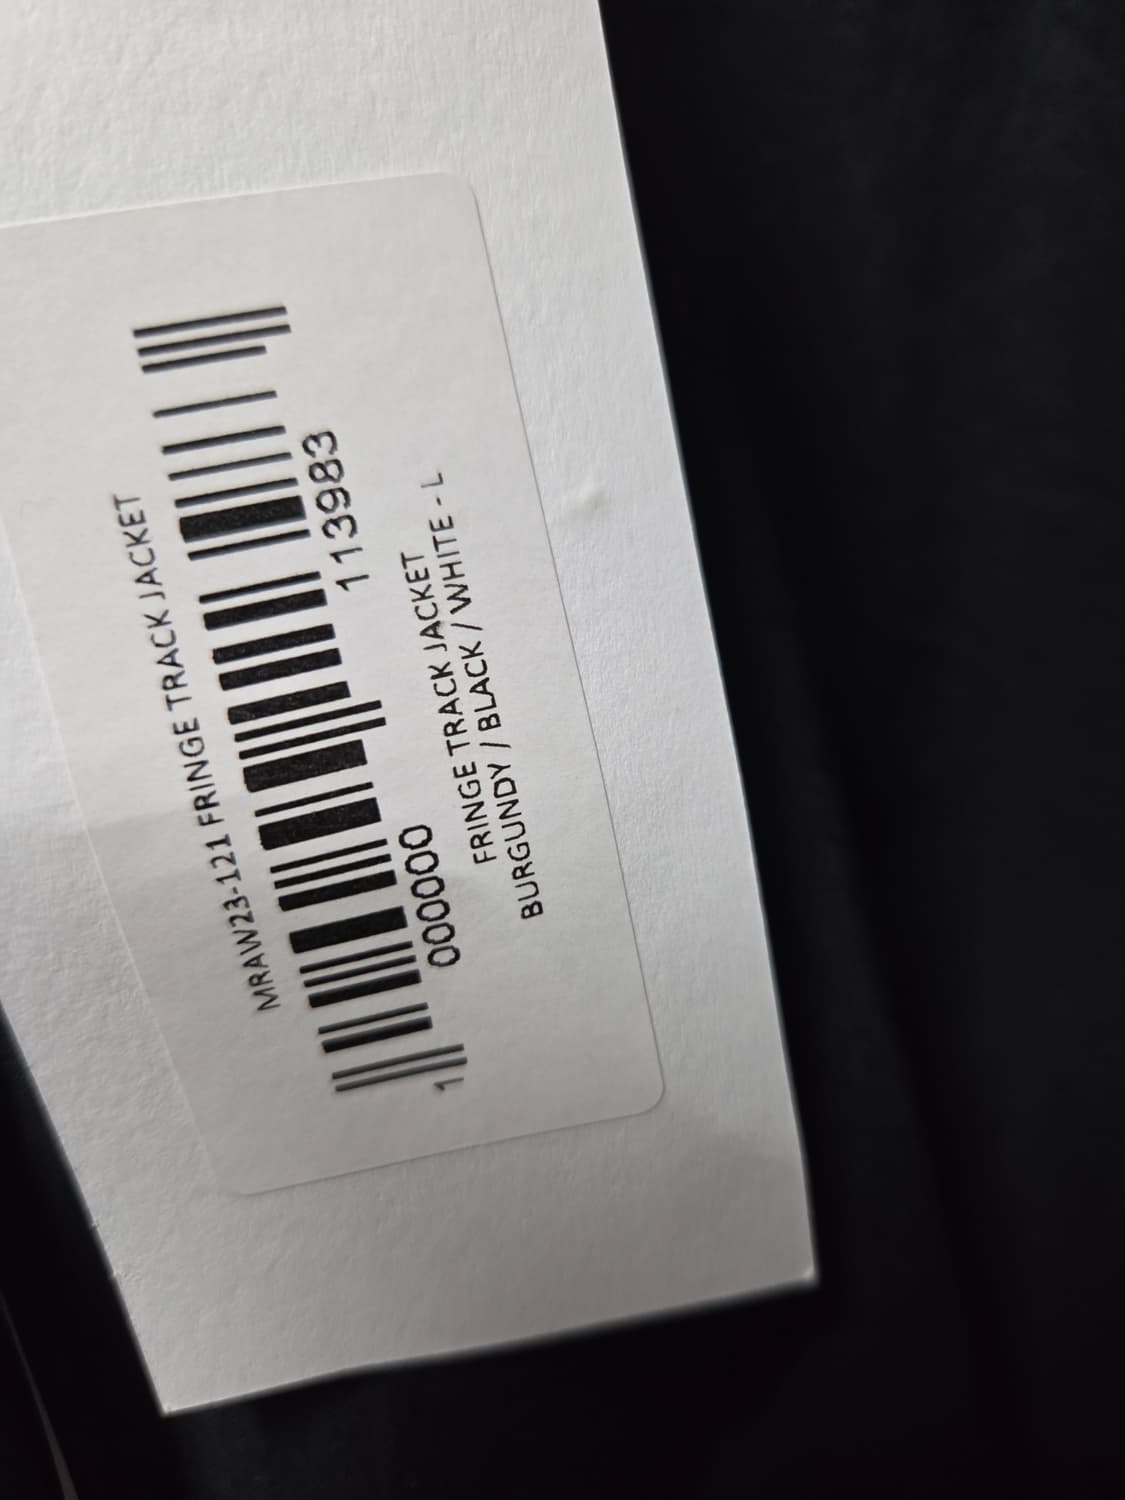 MRAW23-121 FRINGE TRACK JACKET
1 000000 113983
FRINGE TRACK JACKET
BURGUNDY / BLACK / WHITE - L